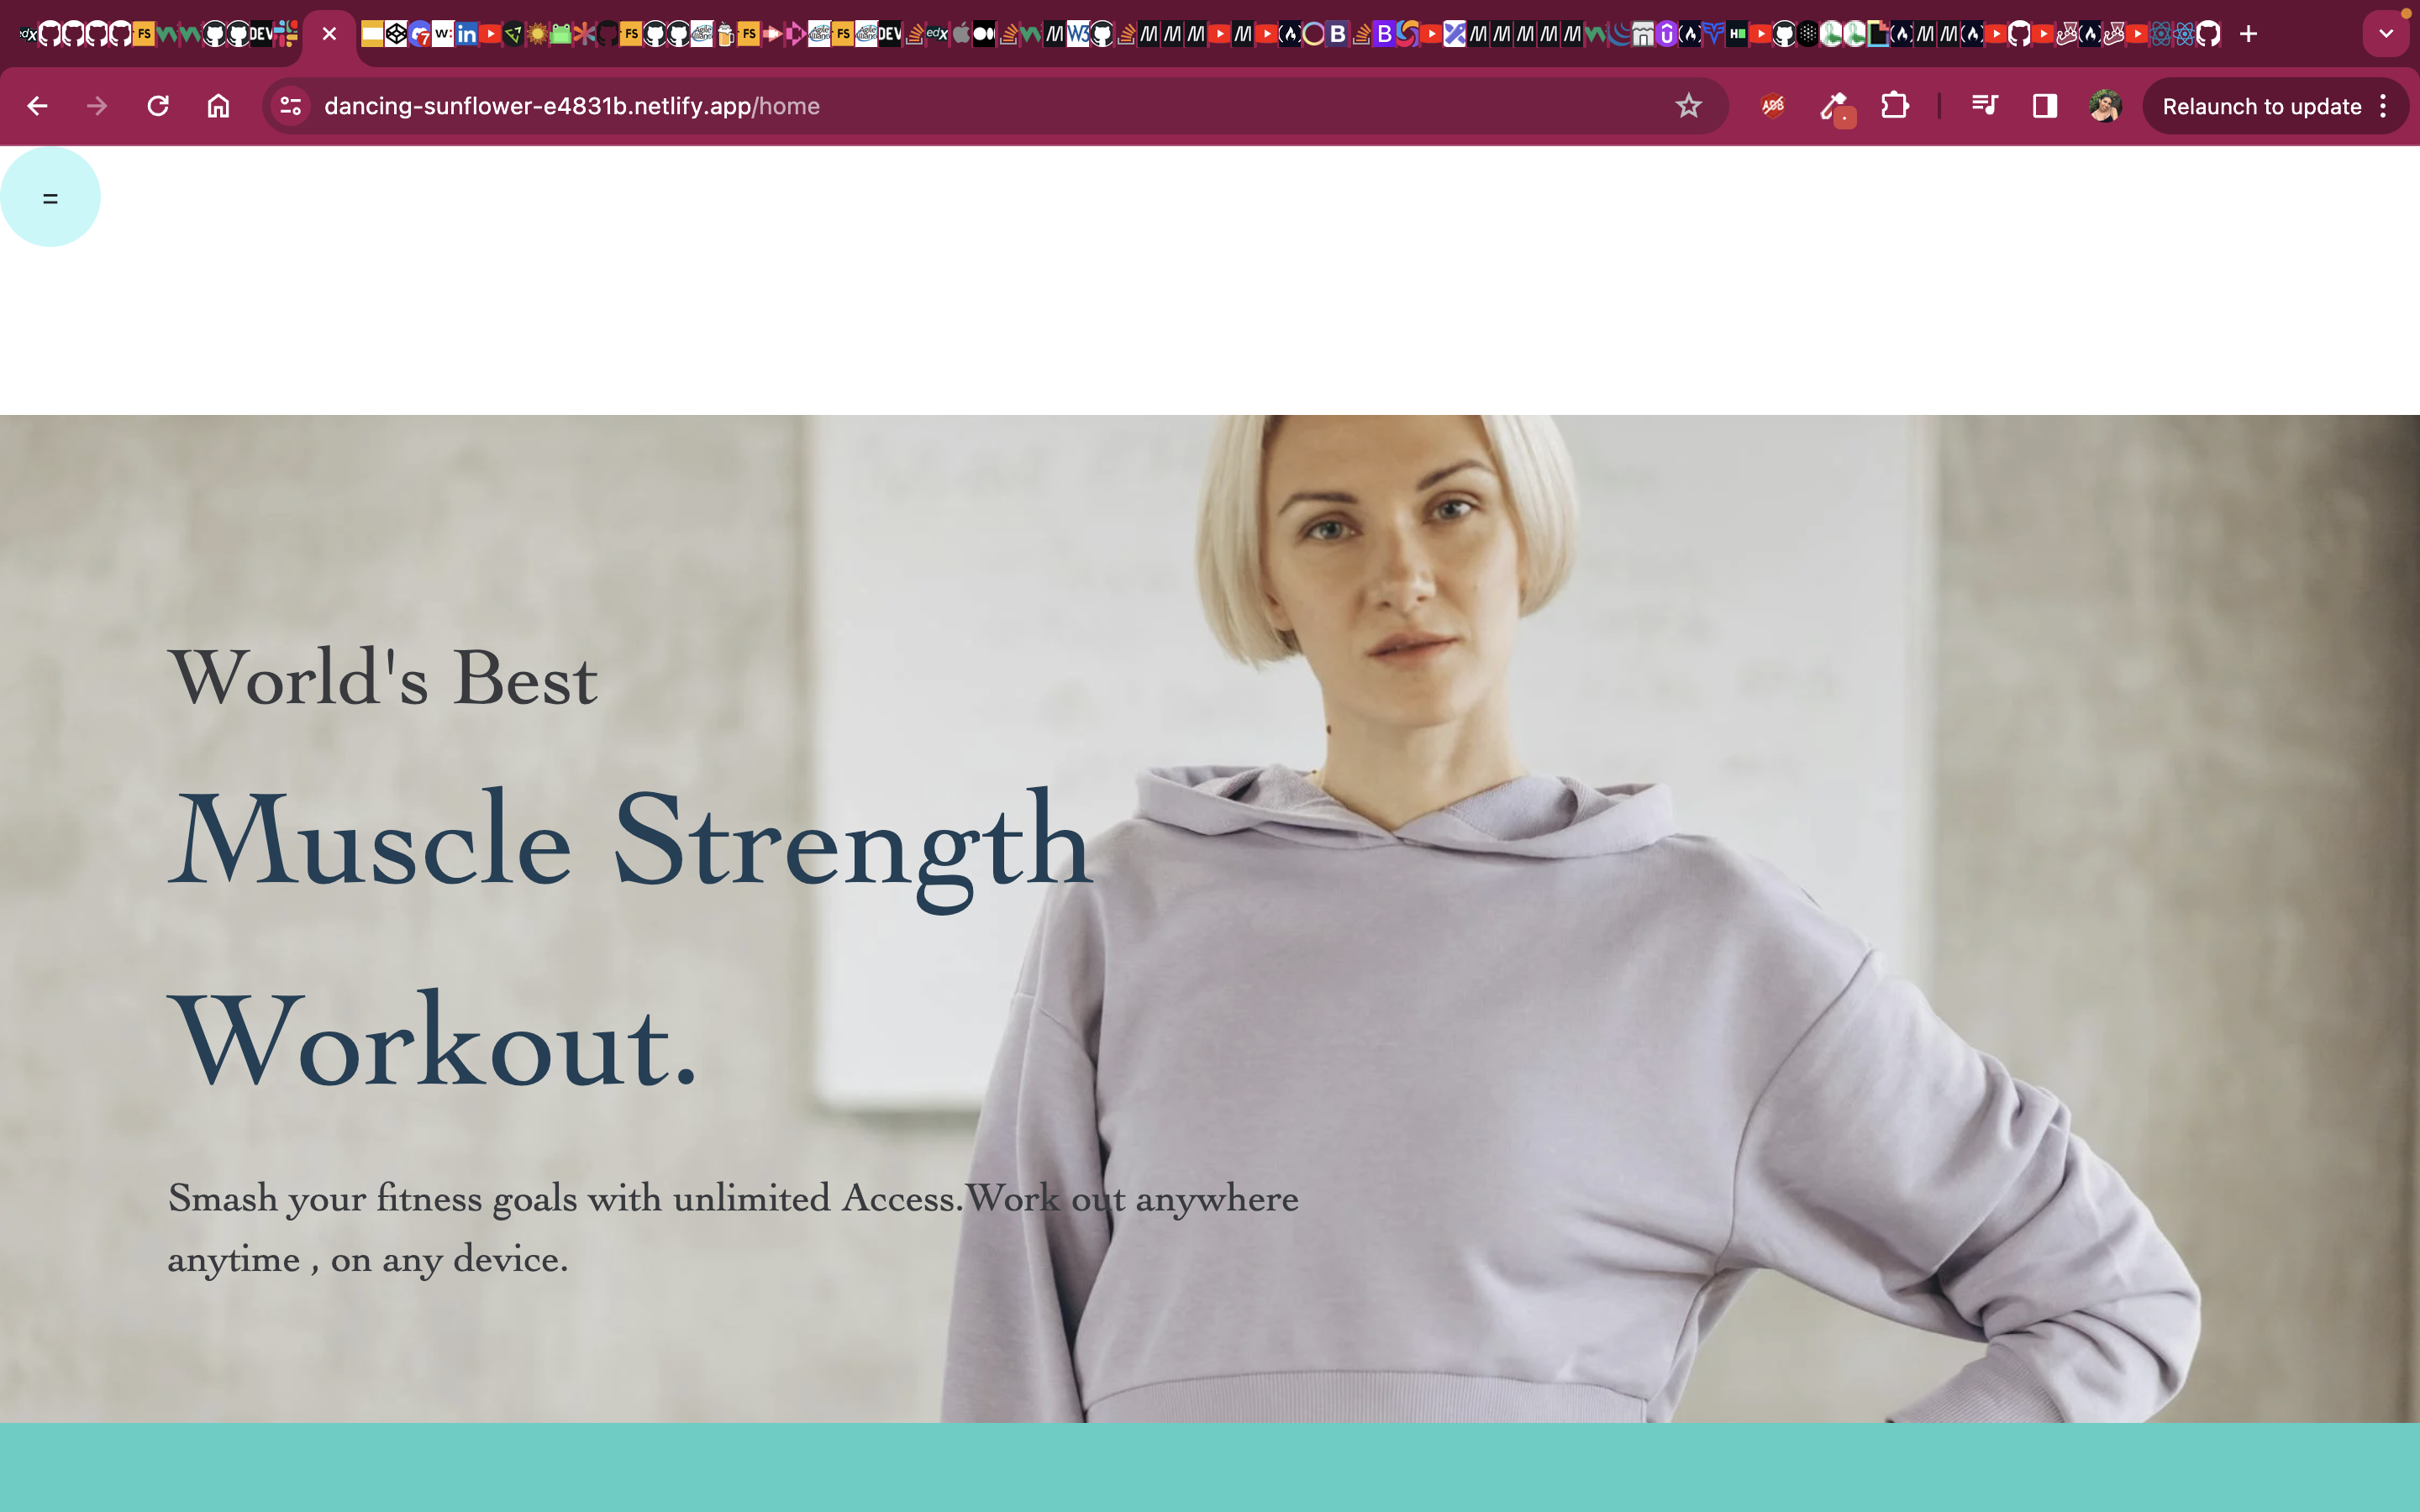 dancing-sunflower-e4831b.netlify.app/home
Relaunch to update
=
World's Best
Muscle Strength
Workout.
Smash your fitness goals with unlimited Access.Work out anywhere
anytime , on any device.